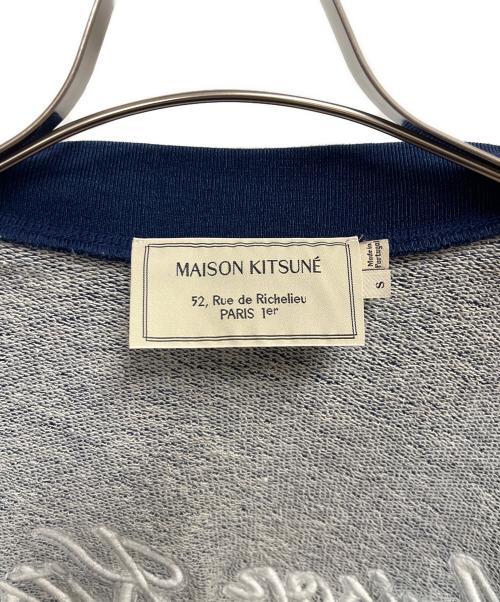 MAISON KITSUNÉ
52, Rue de Richelieu
PARIS 1er
Made in
Portugal
S